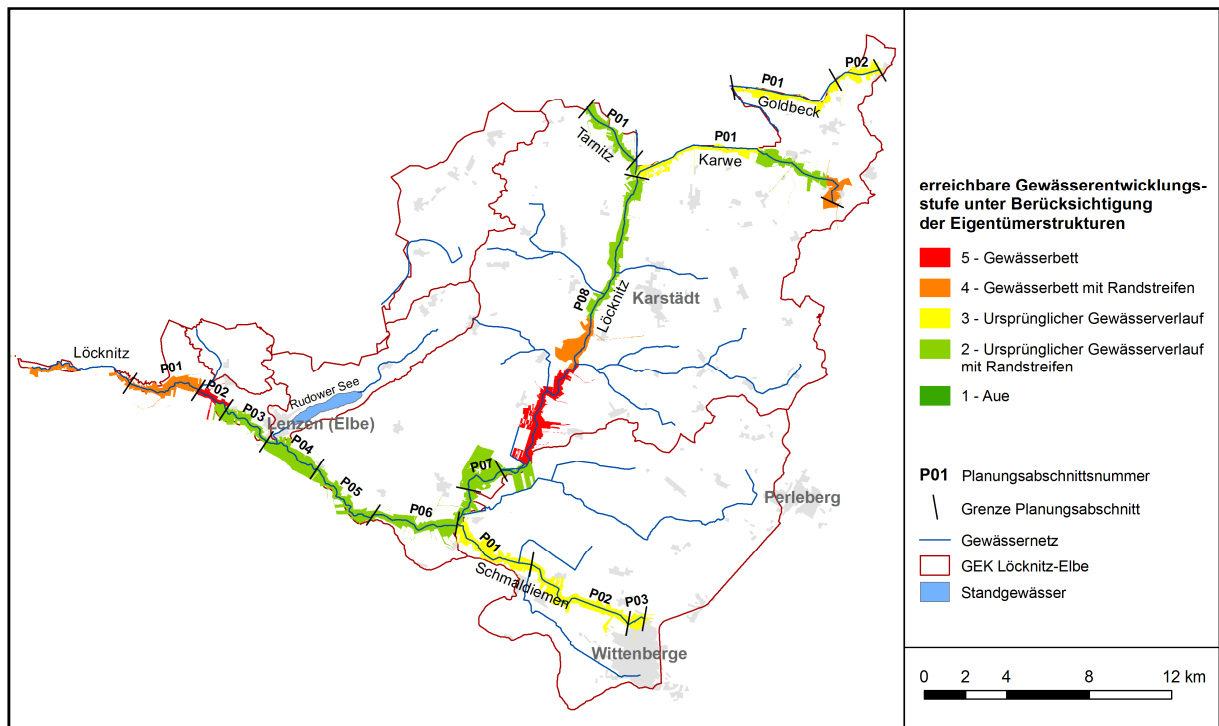 P02
P01
Goldbeck
P01
Tarnitz
P01
Karwe
P08
Löcknitz
Karstädt
Löcknitz
P01
P02
P03
Rudower See
Lenzen (Elbe)
P04
P05
P06
P07
Perleberg
P01
Schmaldiemen
P02
P03
Wittenberge
erreichbare Gewässerentwicklungs-
stufe unter Berücksichtigung
der Eigentümerstrukturen
5 - Gewässerbett
4 - Gewässerbett mit Randstreifen
3 - Ursprünglicher Gewässerverlauf
2 - Ursprünglicher Gewässerverlauf
mit Randstreifen
1 - Aue
P01 Planungsabschnittsnummer
Grenze Planungsabschnitt
Gewässernetz
GEK Löcknitz-Elbe
Standgewässer
0 2 4 8 12 km